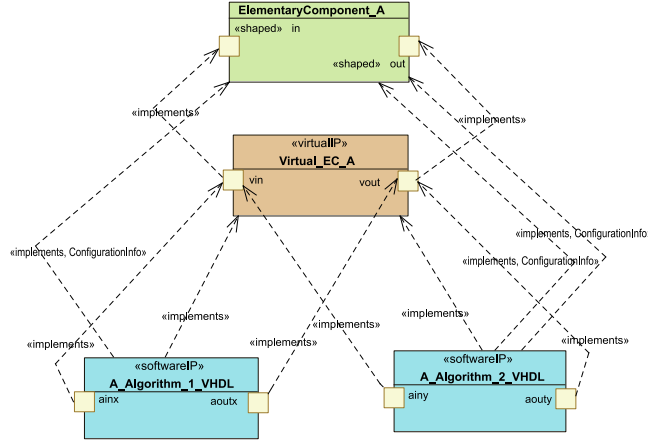 ElementaryComponent_A
«shaped» in
«shaped» out
«implements»
«implements»
«virtualIP»
Virtual_EC_A
vin
vout
«implements, ConfigurationInfo»
«implements, ConfigurationInfo»
«implements, ConfigurationInfo»
«implements»
«implements»
«implements»
«implements»
«implements»
«implements»
«softwareIP»
A_Algorithm_1_VHDL
ainx
aoutx
«softwareIP»
A_Algorithm_2_VHDL
ainy
aouty